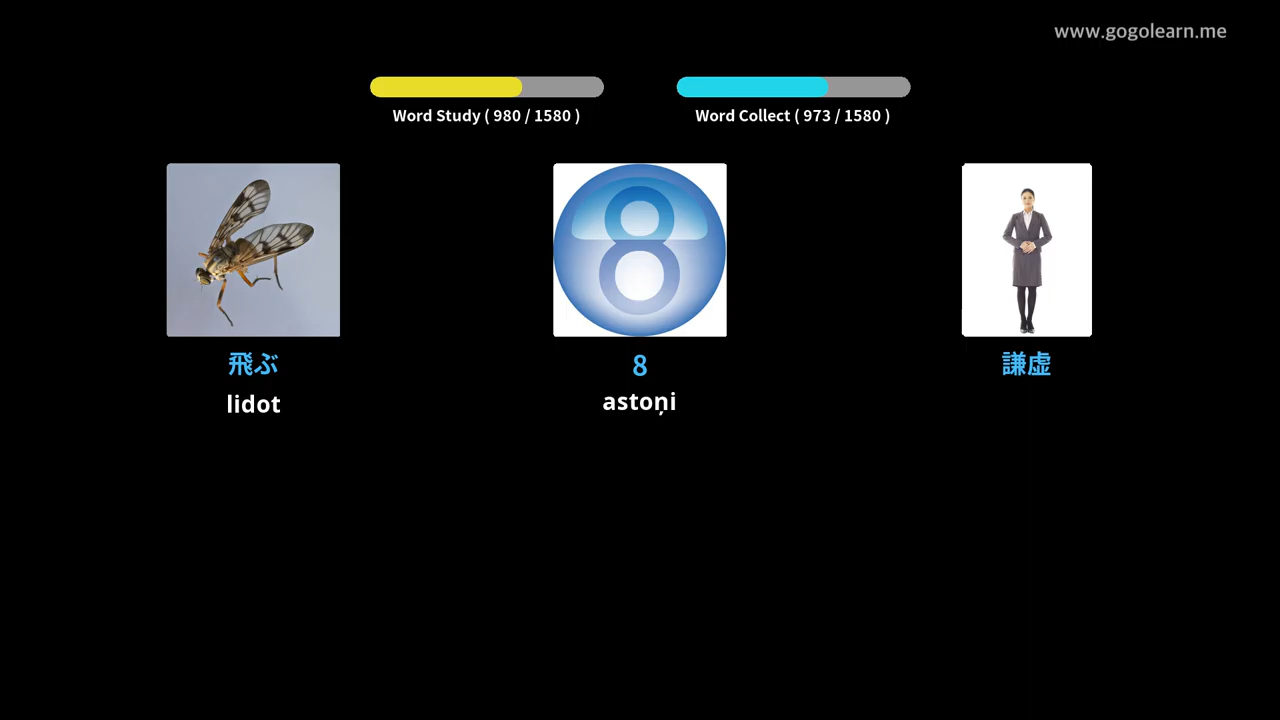 www.gogolearn.me
Word Study ( 980 / 1580 )
Word Collect ( 973 / 1580 )
8
飛ぶ
8
謙虚
lidot
astoņi